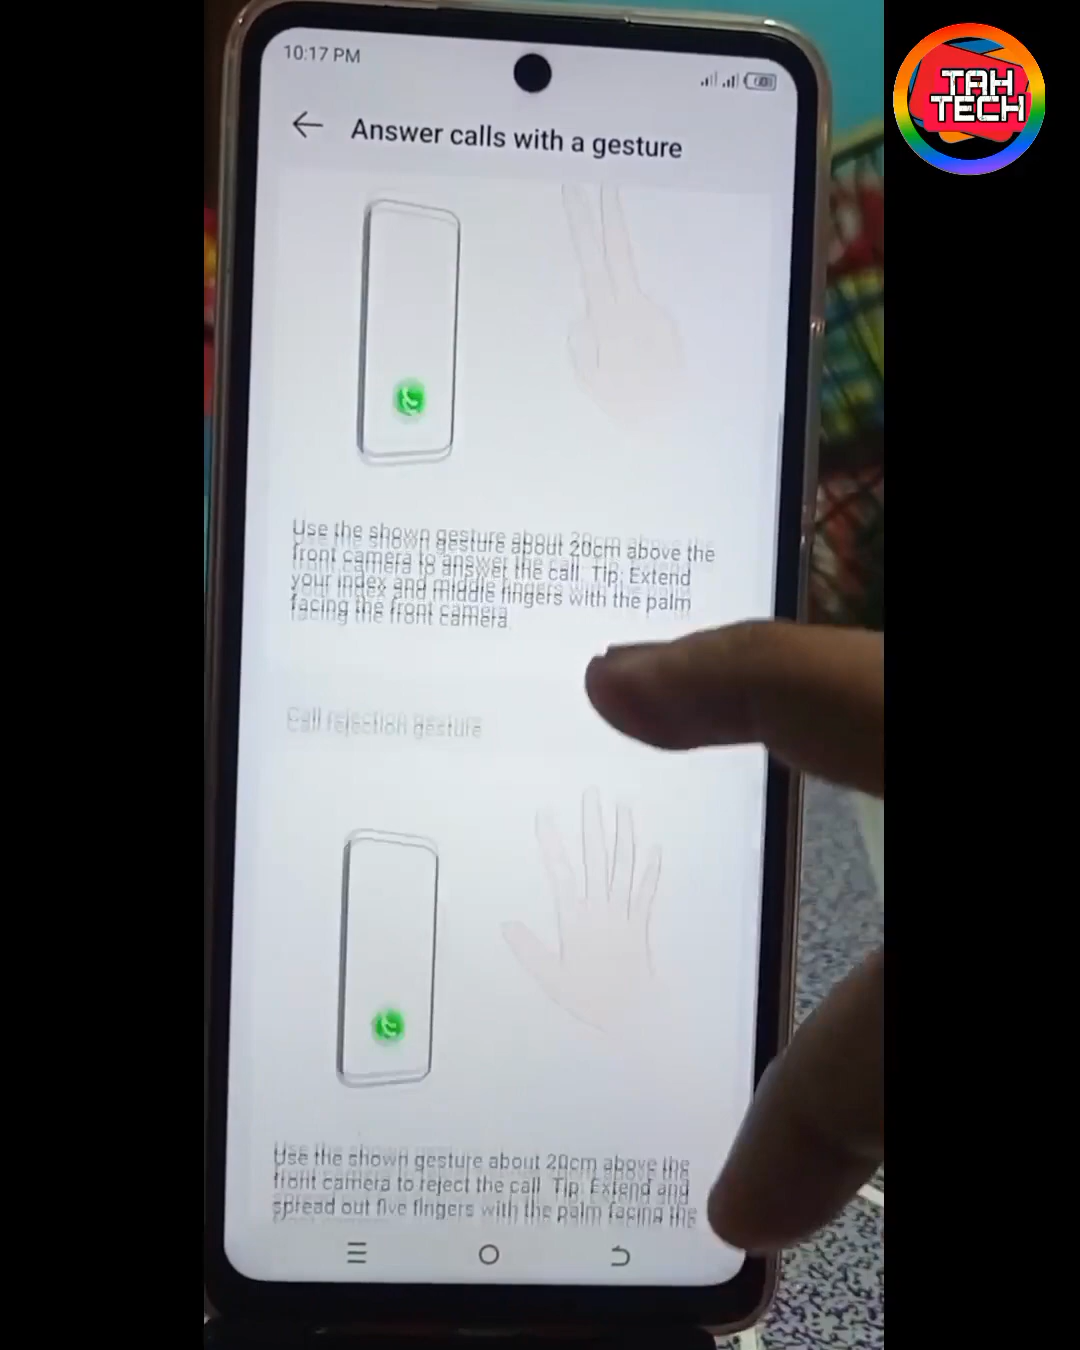 10:17 PM
TAH
TECH
Answer calls with a gesture
Use the shown gesture about 20cm above the
front camera to answer the call. Tip: Extend
your index and middle fingers with the palm
facing the front camera.
Call rejection gesture
Use the shown gesture about 20cm above the
front camera to reject the call. Tip: Extend and
spread out five fingers with the palm facing the